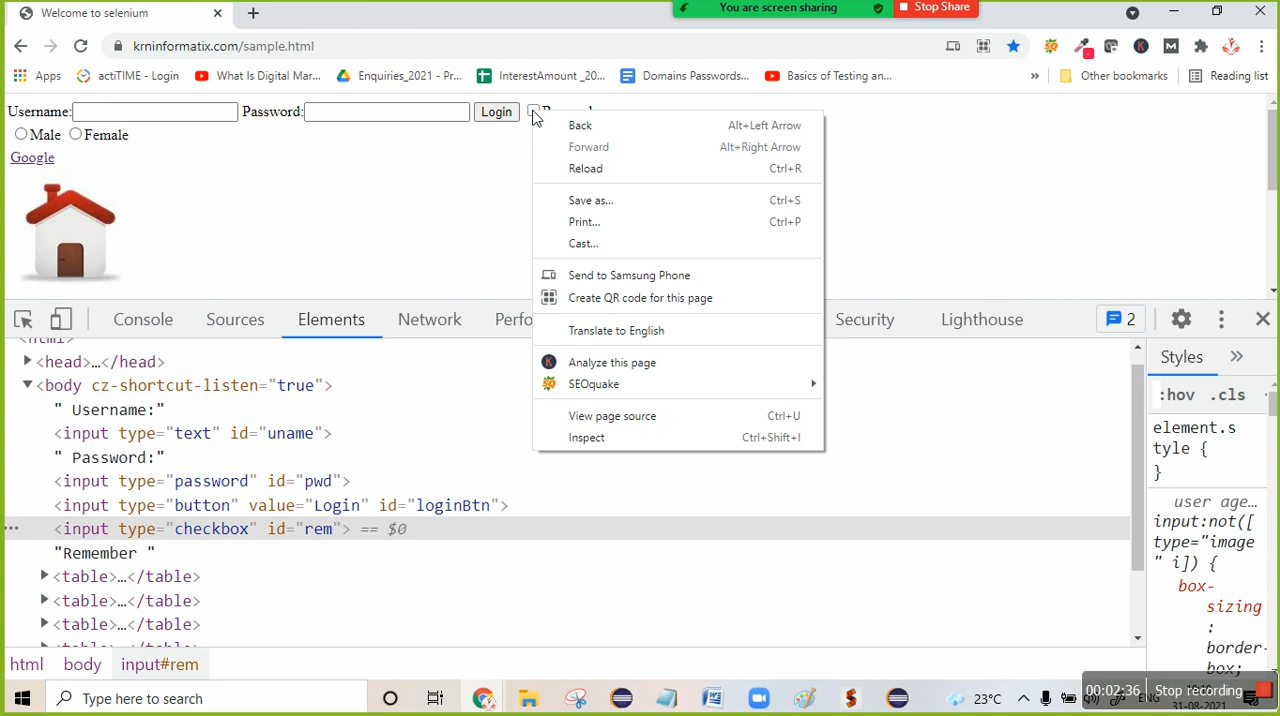 Welcome to selenium
You are screen sharing
Stop Share
krninformatix.com/sample.html
Apps
actiTIME - Login
What Is Digital Mar...
Enquiries_2021 - Pr...
InterestAmount _20...
Domains Passwords...
Basics of Testing an...
»
Other bookmarks
Reading list
Username:
Password:
Login
Male
Female
Google
Back Alt+Left Arrow
Forward Alt+Right Arrow
Reload Ctrl+R
Save as... Ctrl+S
Print... Ctrl+P
Cast...
Send to Samsung Phone
Create QR code for this page
Translate to English
Analyze this page
SEOquake
View page source Ctrl+U
Inspect Ctrl+Shift+I
Console
Sources
Elements
Network
Perfo
Security
Lighthouse
2
<head>…</head>
<body cz-shortcut-listen="true">
" Username:"
<input type="text" id="uname">
" Password:"
<input type="password" id="pwd">
<input type="button" value="Login" id="loginBtn">
<input type="checkbox" id="rem"> == $0
"Remember "
<table>…</table>
<table>…</table>
<table>…</table>
html body input#rem
Styles »
:hov .cls
element.s
tyle {
}
user age…
input:not([
type="image
" i]) {
box-
sizing
:
border-
box;
Type here to search
23°C
ENG
31-08-2021
00:02:36 Stop recording